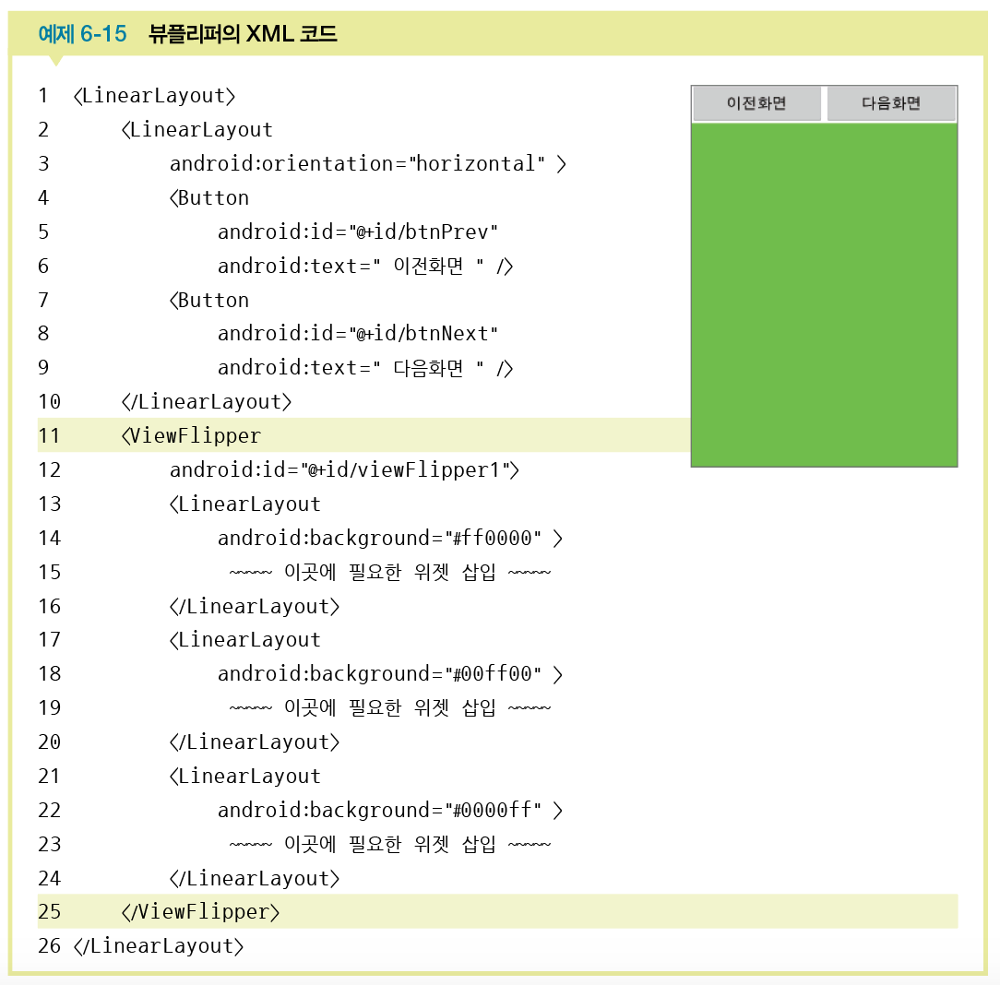 예제 6-15 뷰플리퍼의 XML 코드
이전화면 다음화면
1 <LinearLayout>
2 <LinearLayout
3 android:orientation="horizontal" >
4 <Button
5 android:id="@+id/btnPrev"
6 android:text=" 이전화면 " />
7 <Button
8 android:id="@+id/btnNext"
9 android:text=" 다음화면 " />
10 </LinearLayout>
11 <ViewFlipper
12 android:id="@+id/viewFlipper1">
13 <LinearLayout
14 android:background="#ff0000" >
15 ~~~~~ 이곳에 필요한 위젯 삽입 ~~~~~
16 </LinearLayout>
17 <LinearLayout
18 android:background="#00ff00" >
19 ~~~~~ 이곳에 필요한 위젯 삽입 ~~~~~
20 </LinearLayout>
21 <LinearLayout
22 android:background="#0000ff" >
23 ~~~~~ 이곳에 필요한 위젯 삽입 ~~~~~
24 </LinearLayout>
25 </ViewFlipper>
26 </LinearLayout>